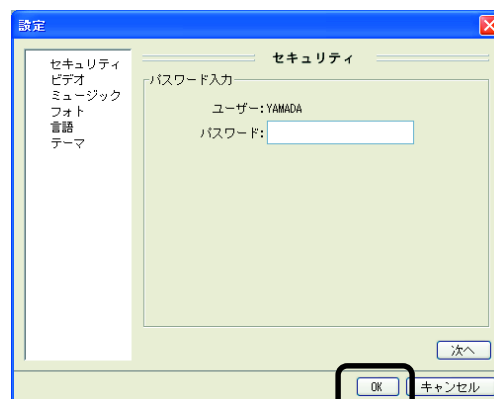 設定
セキュリティ
ビデオ
ミュージック
フォト
言語
テーマ
セキュリティ
パスワード入力
ユーザー:YAMADA
パスワード:
次へ
OK
キャンセル